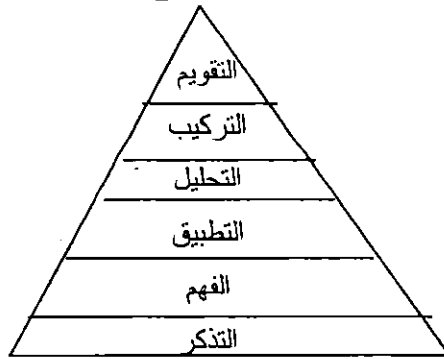 التقويم
التركيب
التحليل
التطبيق
الفهم
التذكر